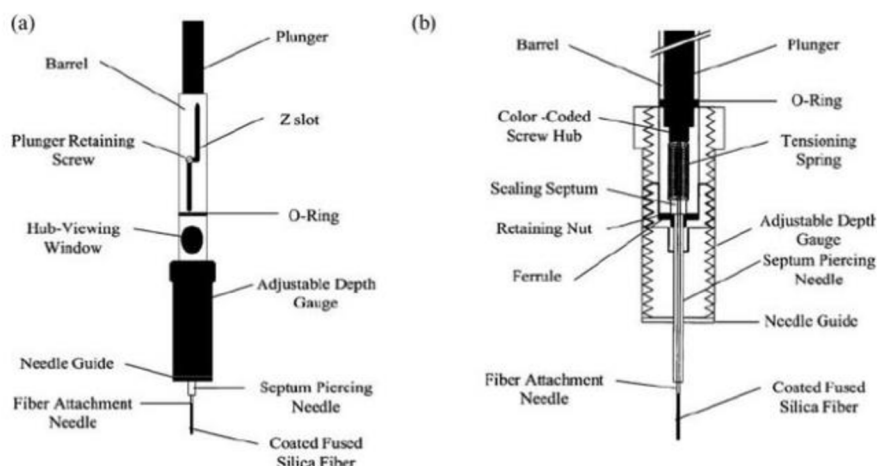 (a)
Plunger
Barrel
Z slot
Plunger Retaining
Screw
O-Ring
Hub-Viewing
Window
Adjustable Depth
Gauge
Needle Guide
Septum Piercing
Needle
Fiber Attachment
Needle
Coated Fused
Silica Fiber
(b)
Barrel
Plunger
O-Ring
Color -Coded
Screw Hub
Tensioning
Spring
Sealing Septum
Retaining Nut
Adjustable Depth
Gauge
Ferrule
Septum Piercing
Needle
Needle Guide
Fiber Attachment
Needle
Coated Fused
Silica Fiber